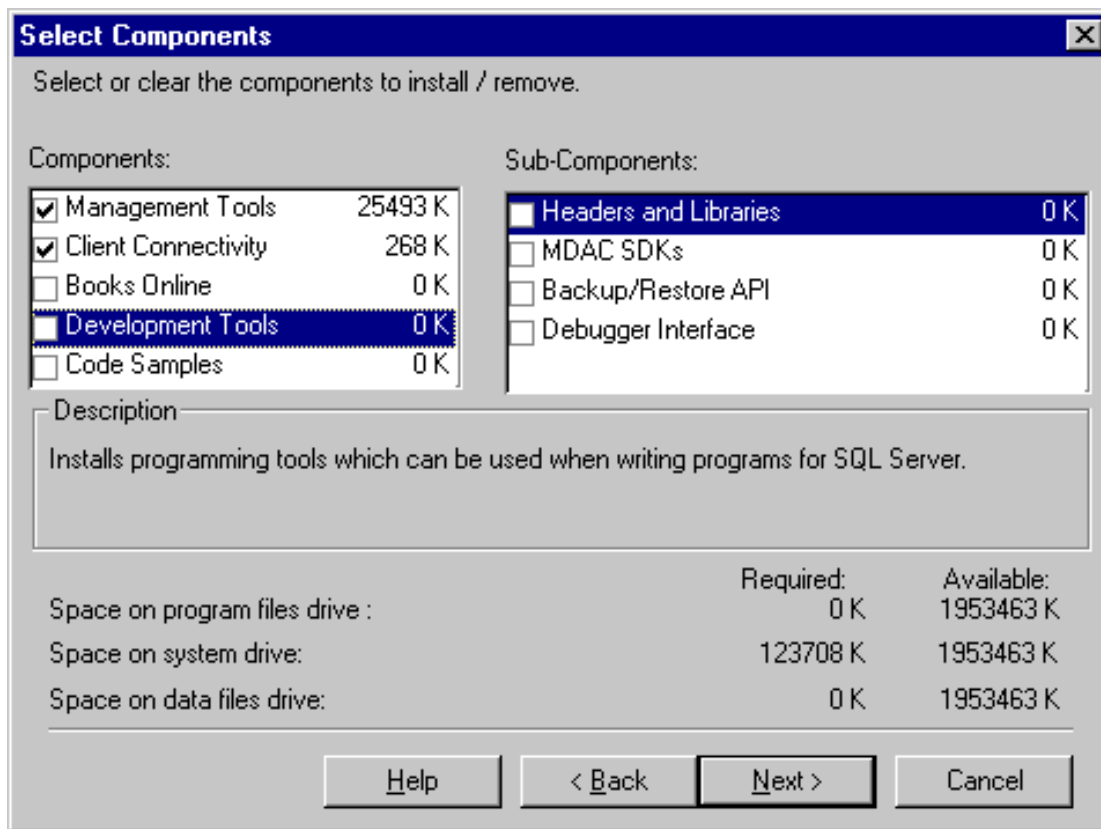 Select Components
Select or clear the components to install / remove.
Components:
Management Tools 25493 K
Client Connectivity 268 K
Books Online 0 K
Development Tools 0 K
Code Samples 0 K
Sub-Components:
Headers and Libraries 0 K
MDAC SDKs 0 K
Backup/Restore API 0 K
Debugger Interface 0 K
Description
Installs programming tools which can be used when writing programs for SQL Server.
Required: Available:
Space on program files drive : 0 K 1953463 K
Space on system drive: 123708 K 1953463 K
Space on data files drive: 0 K 1953463 K
Help < Back Next > Cancel